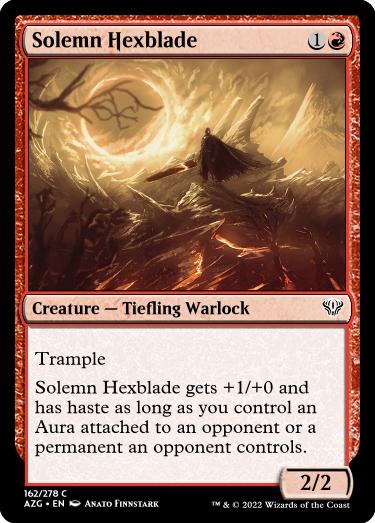 Solemn Hexblade 1
Creature — Tiefling Warlock
Trample
Solemn Hexblade gets +1/+0 and
has haste as long as you control an
Aura attached to an opponent or a
permanent an opponent controls.
2/2
162/278 C
AZG • EN Anato Finnstark
™ & © 2022 Wizards of the Coast